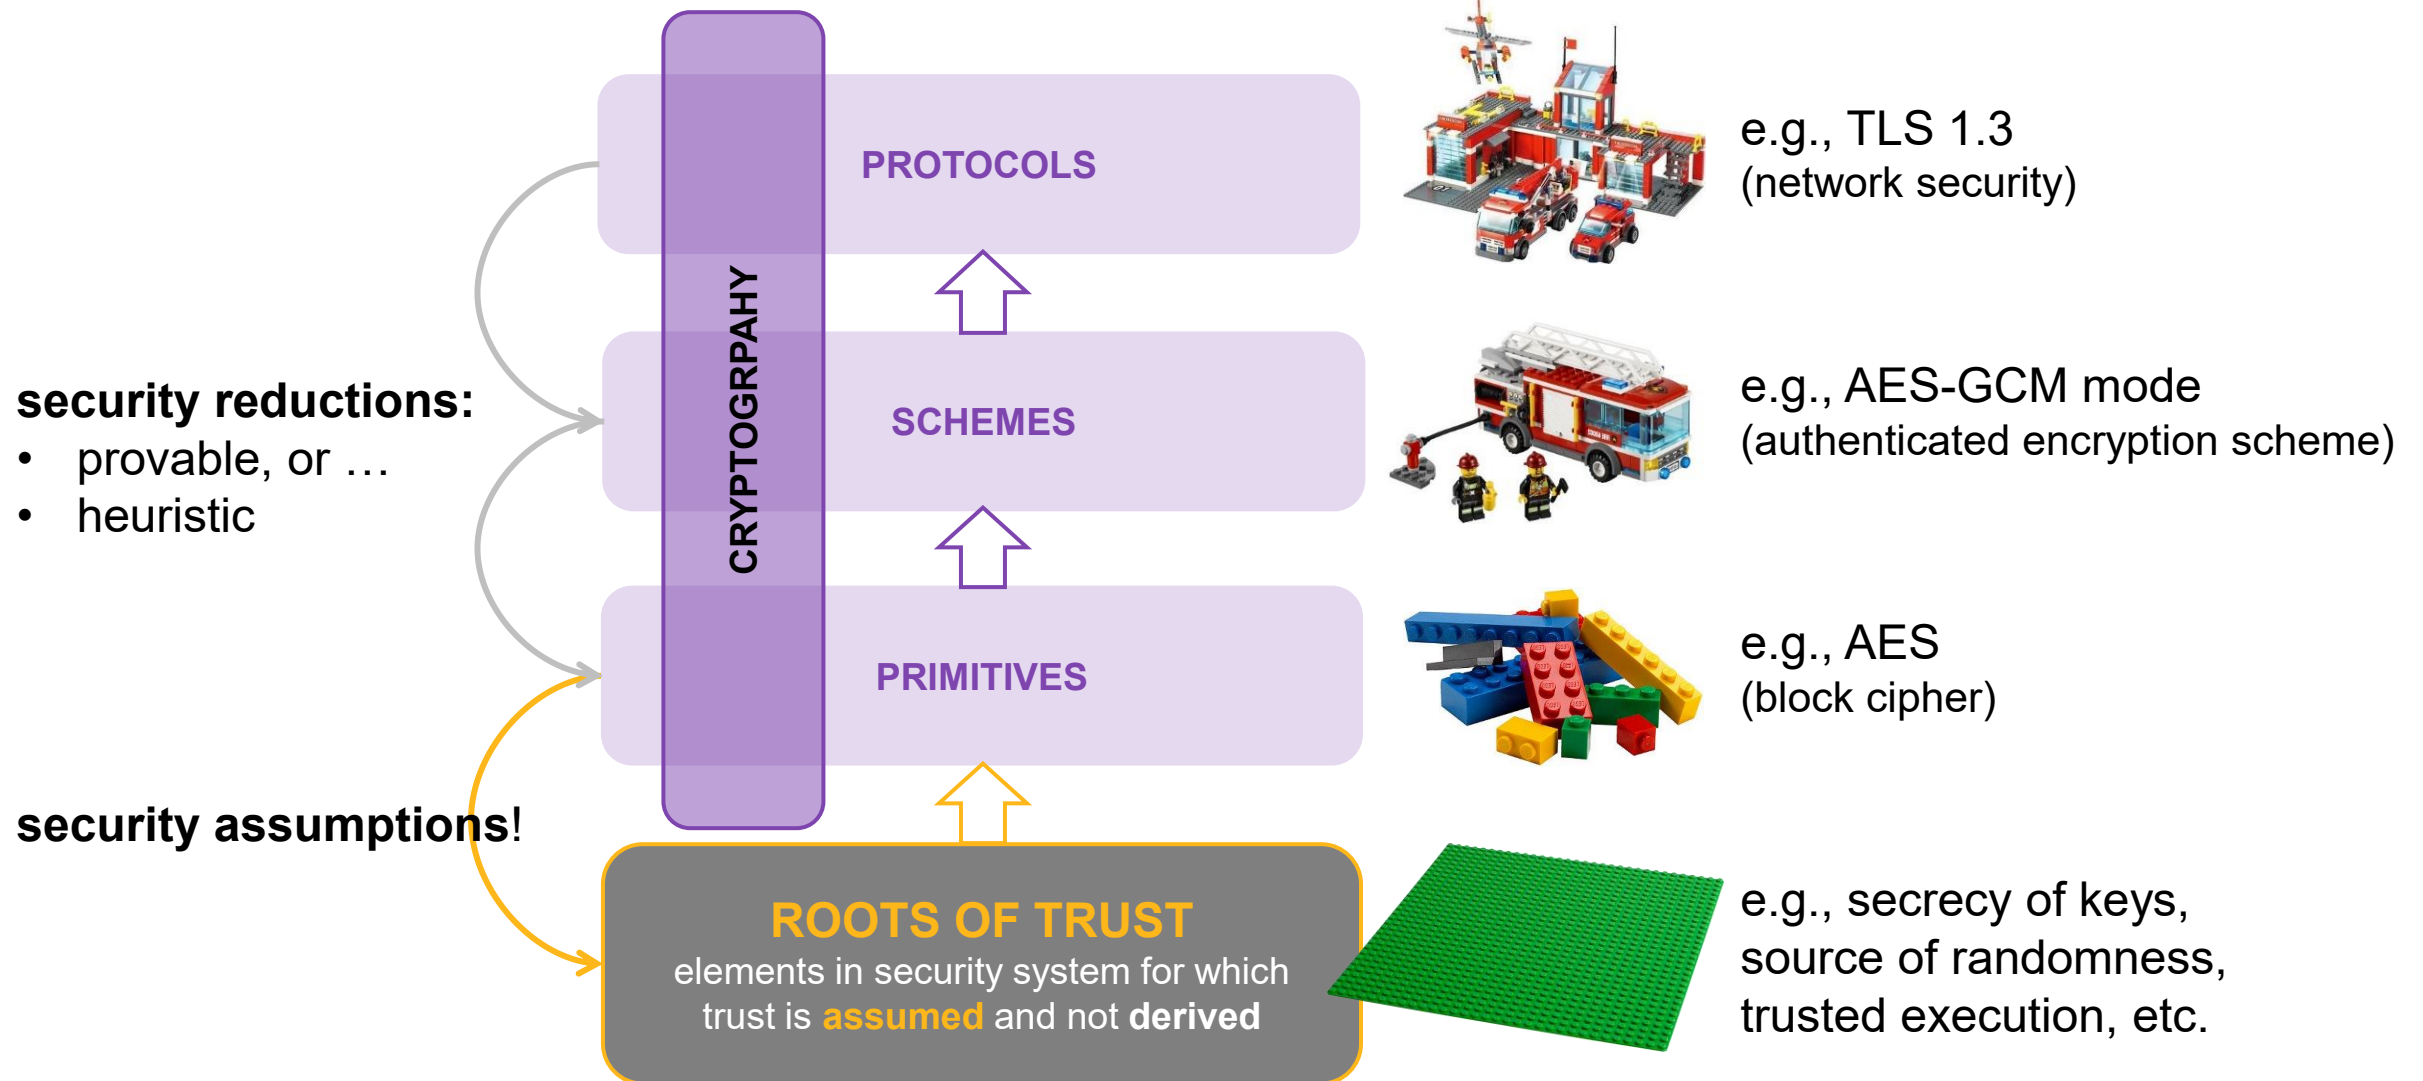 PROTOCOLS
e.g., TLS 1.3
(network security)
CRYPTOGRPAHY
security reductions:
• provable, or …
• heuristic
SCHEMES
e.g., AES-GCM mode
(authenticated encryption scheme)
PRIMITIVES
e.g., AES
(block cipher)
security assumptions!
ROOTS OF TRUST
elements in security system for which
trust is assumed and not derived
e.g., secrecy of keys,
source of randomness,
trusted execution, etc.